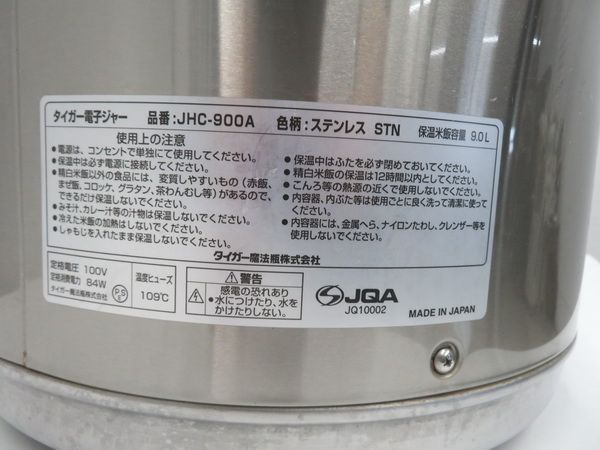 タイガー電子ジャー 品番:JHC-900A 色柄:ステンレス STN 保温米飯容量 9.0L
使用上の注意
●電源は、コンセントで単独にて使用してください。
●保温中は必ず電源に接続してください。
●精白米飯以外の食品には、変質しやすいもの(赤飯、
まぜ飯、コロッケ、グラタン、茶わんむし等)があるので、
できるだけ保温しないでください。
●みそ汁、カレー汁等の汁物は保温しないでください。
●冷えた米飯の加熱はしないでください。
●しゃもじを入れたまま保温しないでください。
●保温中はふたを必ず閉めておいてください。
●精白米飯の保温は12時間以内としてください。
●こんろ等の熱源の近くで使用しないでください。
●内容器、内ぶた等は使用ごとに良く洗って清潔に使って
ください。
●内容器には、金属へら、ナイロンたわし、クレンザー等を
使用しないでください。
タイガー魔法瓶株式会社
定格電圧 100V
定格消費電力 84W
タイガー魔法瓶株式会社
PS
E
温度ヒューズ
109℃
警告
感電の恐れあり
●水につけたり、水を
かけたりしない。
JQA
JQ10002
MADE IN JAPAN